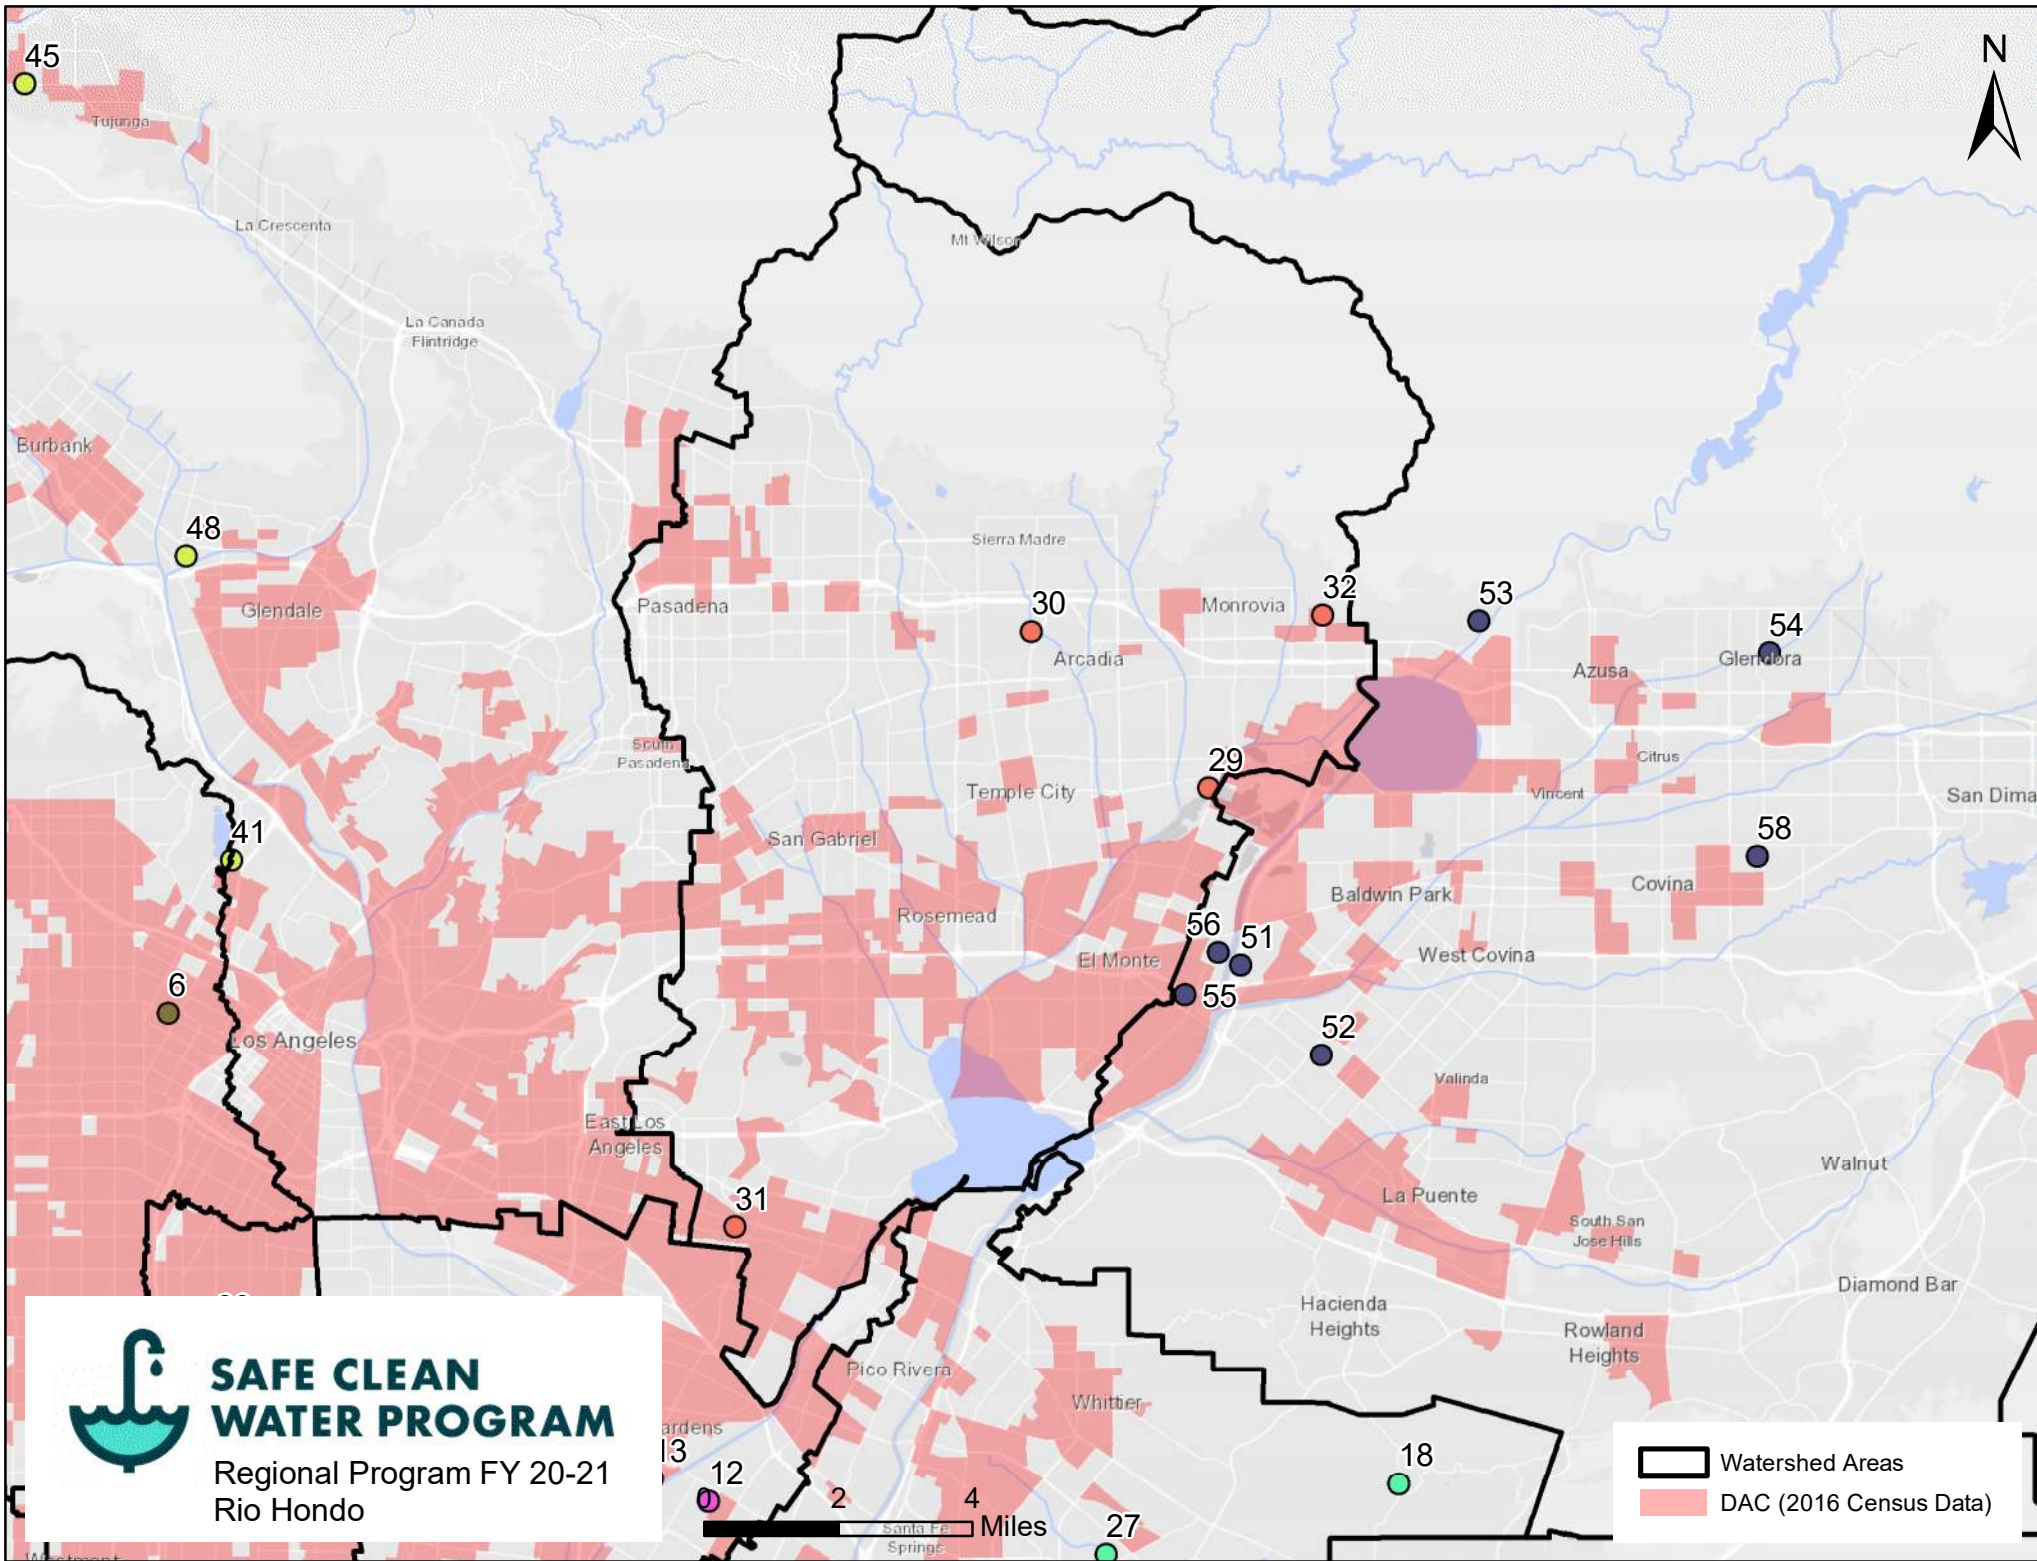 45
N
Tujunga
La Crescenta
Mt Wilson
La Canada
Flintridge
Burbank
48
Sierra Madre
Glendale
Pasadena
30
Monrovia
32
53
54
Arcadia
Azusa
Glendora
South
Pasadena
29
Citrus
Temple City
Vincent
San Dima
41
San Gabriel
58
Rosemead
Baldwin Park
Covina
56
51
El Monte
West Covina
6
55
Los Angeles
52
Valinda
East Los
Angeles
Walnut
31
La Puente
South San
Jose Hills
Diamond Bar
Hacienda
Heights
Rowland
Heights
Pico Rivera
Whittier
SAFE CLEAN
WATER PROGRAM
Regional Program FY 20-21
Rio Hondo
ardens
13
12
18
0 2 4
Miles
27
Santa Fe
Springs
Watershed Areas
DAC (2016 Census Data)
Westmont